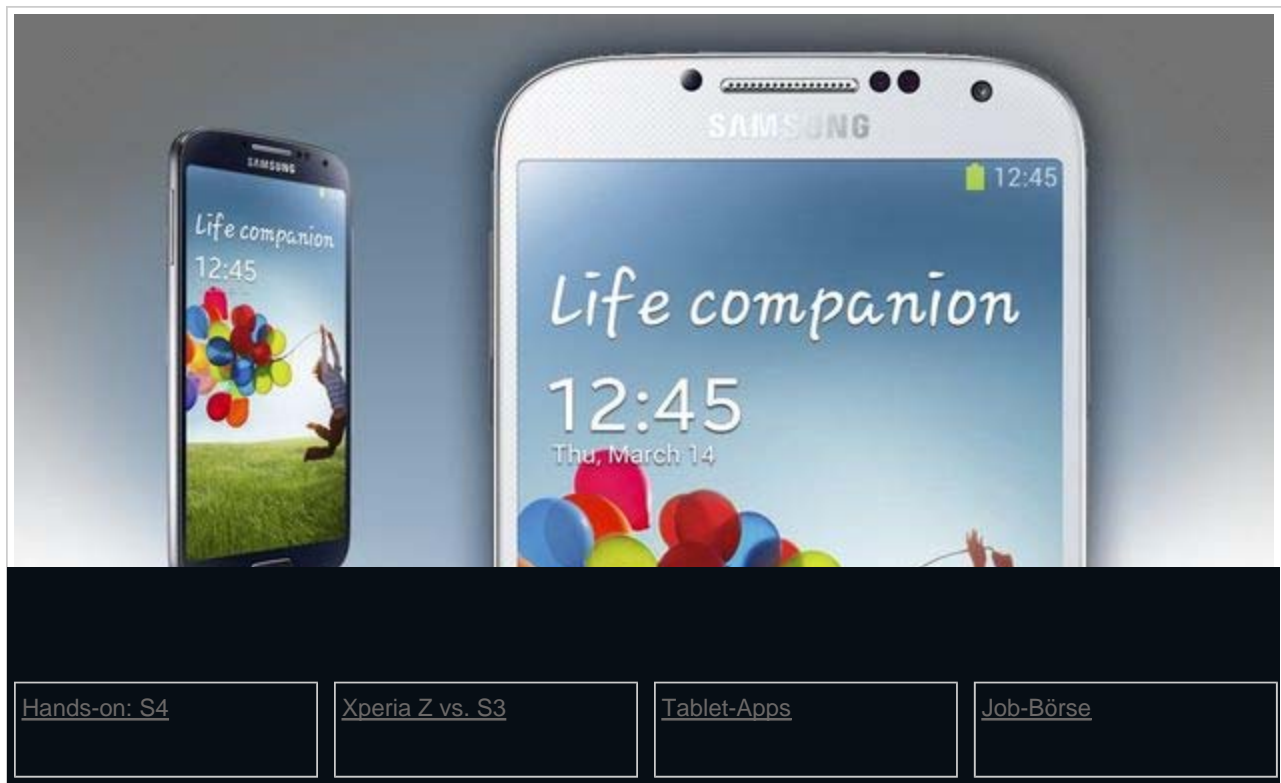 SAMSUNG
Life companion
12:45
SAMSUNG
12:45
Life companion
12:45
Thu, March 14
Hands-on: S4
Xperia Z vs. S3
Tablet-Apps
Job-Börse